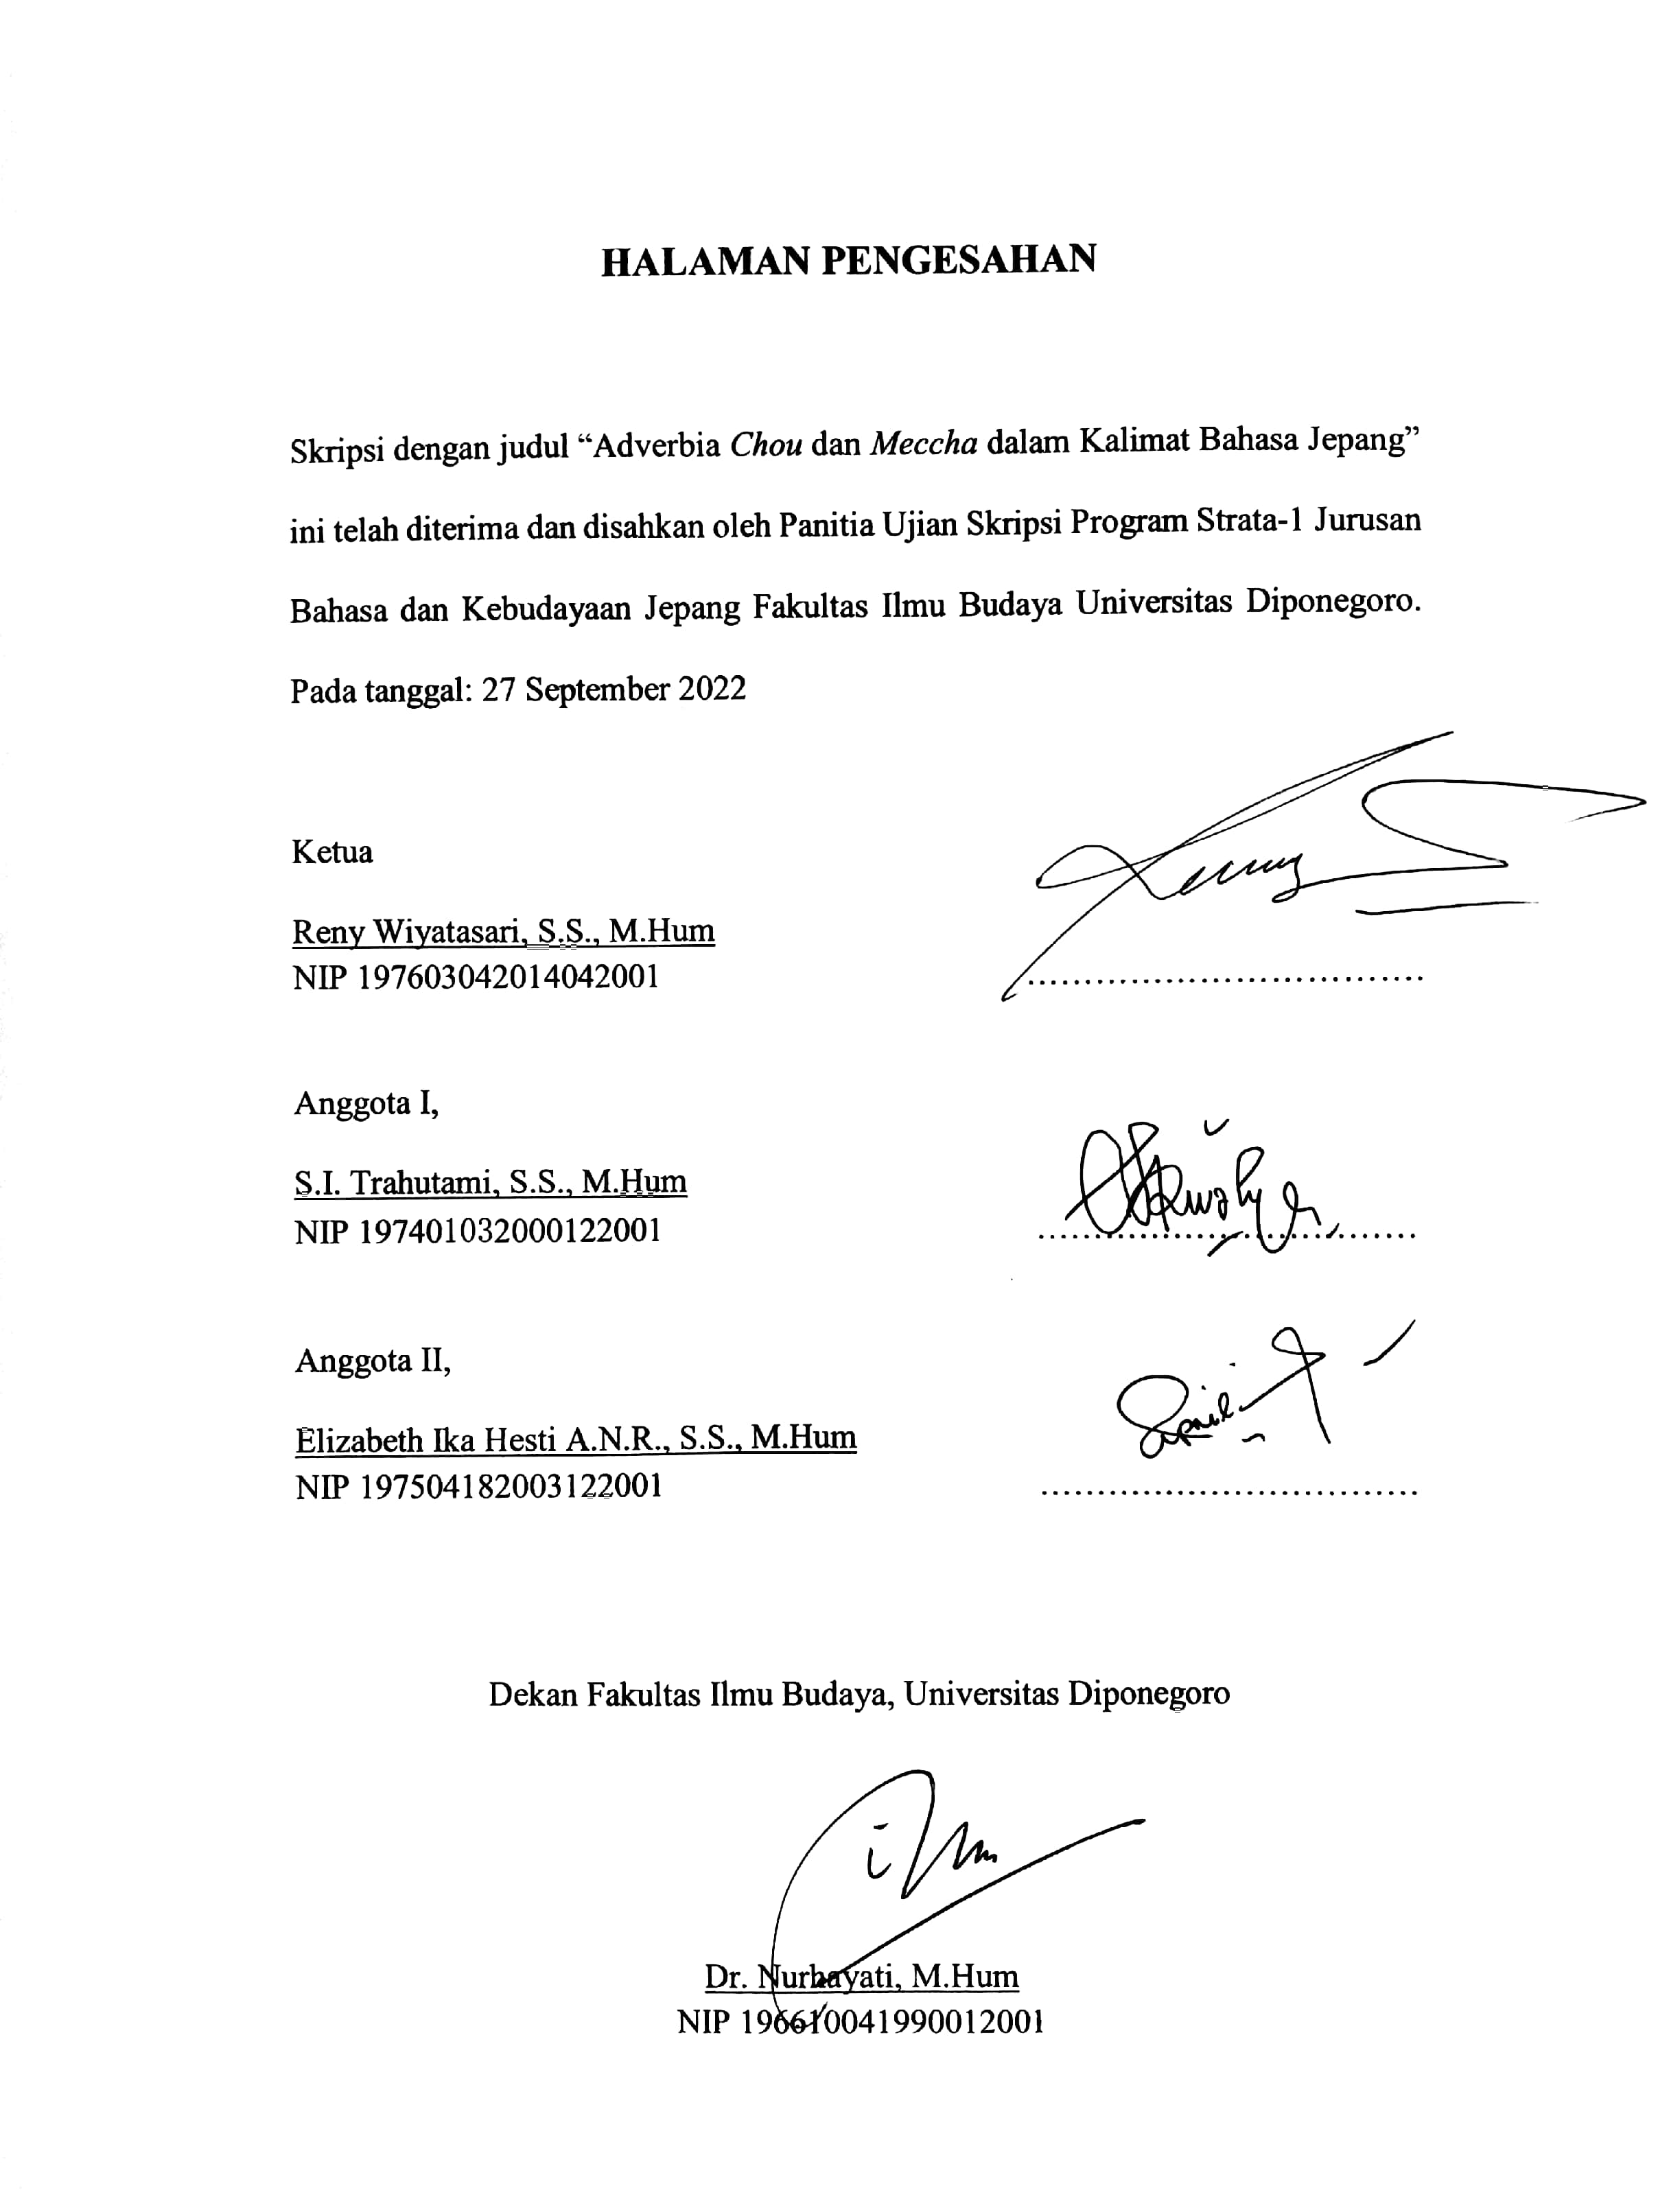 HALAMAN PENGESAHAN
Skripsi dengan judul “Adverbia Chou dan Meccha dalam Kalimat Bahasa Jepang”
ini telah diterima dan disahkan oleh Panitia Ujian Skripsi Program Strata-1 Jurusan
Bahasa dan Kebudayaan Jepang Fakultas Ilmu Budaya Universitas Diponegoro.
Pada tanggal: 27 September 2022
Ketua
Reny Wiyatasari, S.S., M.Hum
NIP 197603042014042001
Anggota I,
S.I. Trahutami, S.S., M.Hum
NIP 197401032000122001
Anggota II,
Elizabeth Ika Hesti A.N.R., S.S., M.Hum
NIP 197504182003122001
Dekan Fakultas Ilmu Budaya, Universitas Diponegoro
Dr. Nurhayati, M.Hum
NIP 196610041990012001